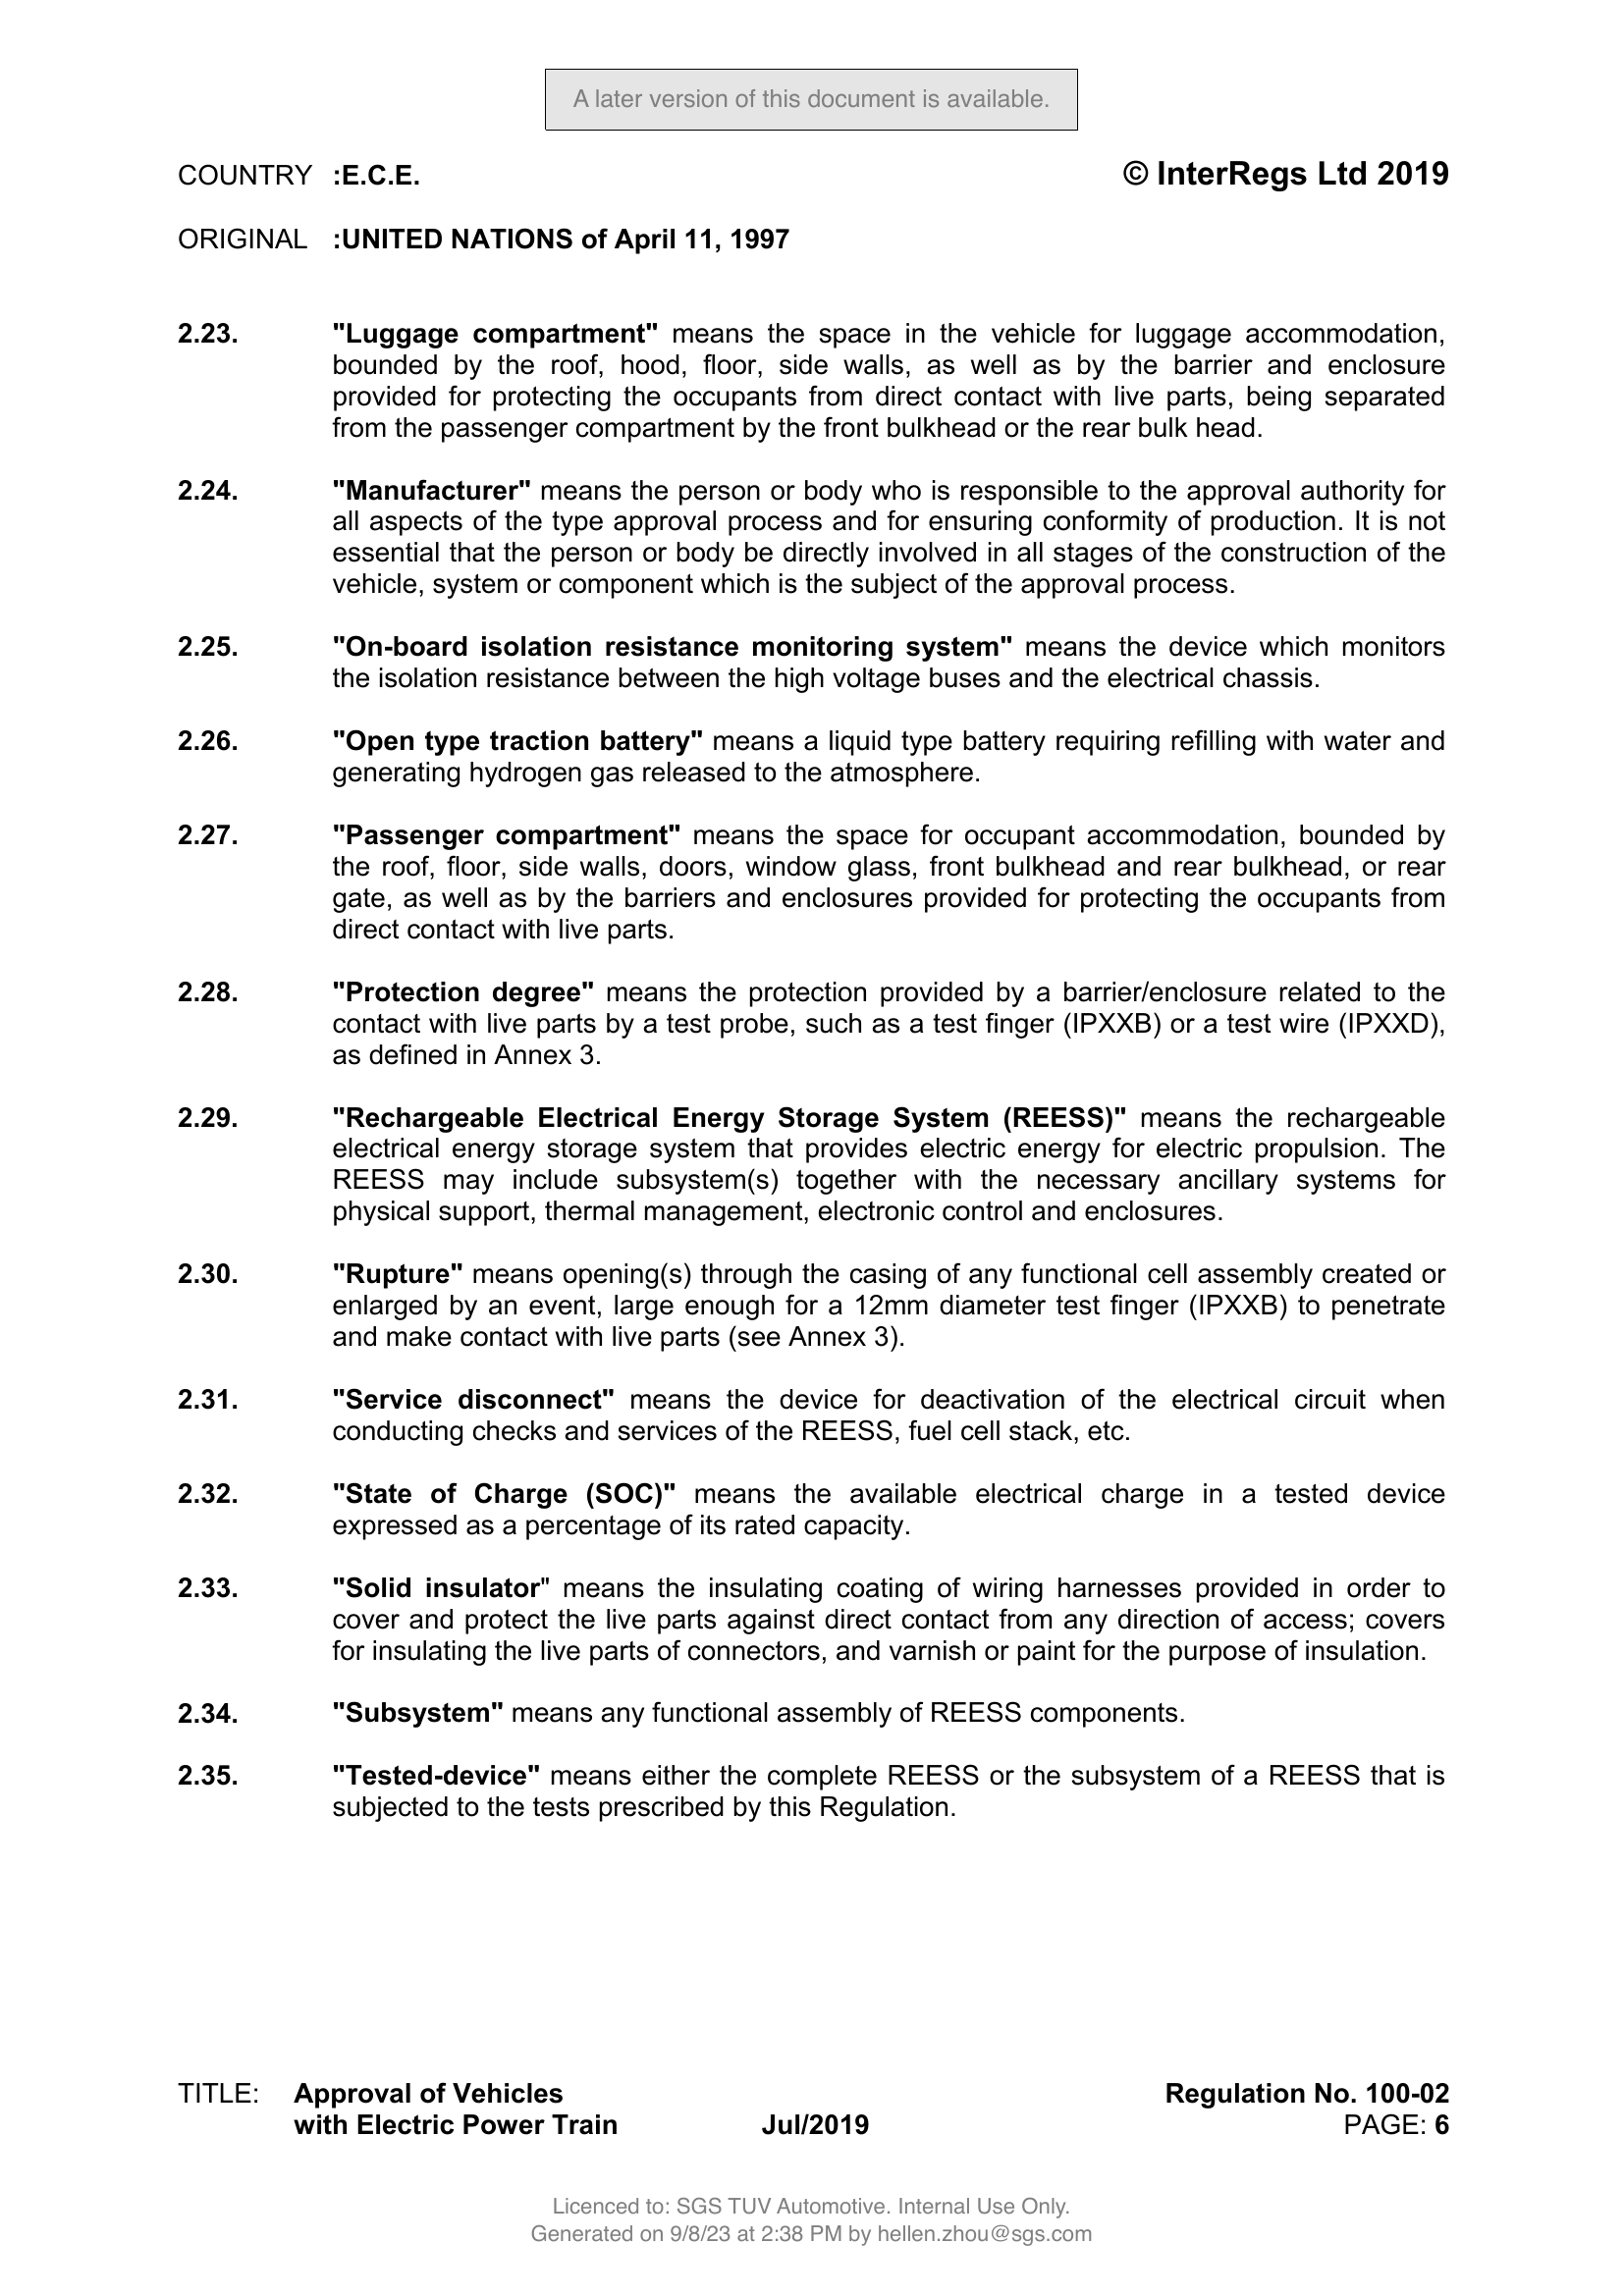 A later version of this document is available.
COUNTRY :E.C.E. © InterRegs Ltd 2019
ORIGINAL :UNITED NATIONS of April 11, 1997
2.23. "Luggage compartment" means the space in the vehicle for luggage accommodation,
bounded by the roof, hood, floor, side walls, as well as by the barrier and enclosure
provided for protecting the occupants from direct contact with live parts, being separated
from the passenger compartment by the front bulkhead or the rear bulk head.
2.24. "Manufacturer" means the person or body who is responsible to the approval authority for
all aspects of the type approval process and for ensuring conformity of production. It is not
essential that the person or body be directly involved in all stages of the construction of the
vehicle, system or component which is the subject of the approval process.
2.25. "On-board isolation resistance monitoring system" means the device which monitors
the isolation resistance between the high voltage buses and the electrical chassis.
2.26. "Open type traction battery" means a liquid type battery requiring refilling with water and
generating hydrogen gas released to the atmosphere.
2.27. "Passenger compartment" means the space for occupant accommodation, bounded by
the roof, floor, side walls, doors, window glass, front bulkhead and rear bulkhead, or rear
gate, as well as by the barriers and enclosures provided for protecting the occupants from
direct contact with live parts.
2.28. "Protection degree" means the protection provided by a barrier/enclosure related to the
contact with live parts by a test probe, such as a test finger (IPXXB) or a test wire (IPXXD),
as defined in Annex 3.
2.29. "Rechargeable Electrical Energy Storage System (REESS)" means the rechargeable
electrical energy storage system that provides electric energy for electric propulsion. The
REESS may include subsystem(s) together with the necessary ancillary systems for
physical support, thermal management, electronic control and enclosures.
2.30. "Rupture" means opening(s) through the casing of any functional cell assembly created or
enlarged by an event, large enough for a 12mm diameter test finger (IPXXB) to penetrate
and make contact with live parts (see Annex 3).
2.31. "Service disconnect" means the device for deactivation of the electrical circuit when
conducting checks and services of the REESS, fuel cell stack, etc.
2.32. "State of Charge (SOC)" means the available electrical charge in a tested device
expressed as a percentage of its rated capacity.
2.33. "Solid insulator" means the insulating coating of wiring harnesses provided in order to
cover and protect the live parts against direct contact from any direction of access; covers
for insulating the live parts of connectors, and varnish or paint for the purpose of insulation.
2.34. "Subsystem" means any functional assembly of REESS components.
2.35. "Tested-device" means either the complete REESS or the subsystem of a REESS that is
subjected to the tests prescribed by this Regulation.
TITLE: Approval of Vehicles Regulation No. 100-02
with Electric Power Train Jul/2019 PAGE: 6
Licenced to: SGS TUV Automotive. Internal Use Only.
Generated on 9/8/23 at 2:38 PM by hellen.zhou@sgs.com